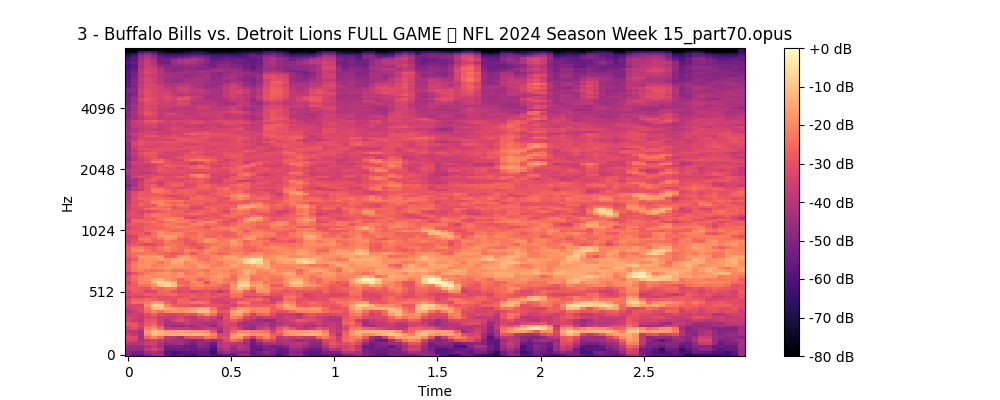 3 - Buffalo Bills vs. Detroit Lions FULL GAME ▯ NFL 2024 Season Week 15_part70.opus
+0 dB
4096
-10 dB
-20 dB
2048
-30 dB
Hz
-40 dB
1024
-50 dB
512
-60 dB
-70 dB
0
-80 dB
0
0.5
1
1.5
2
2.5
Time